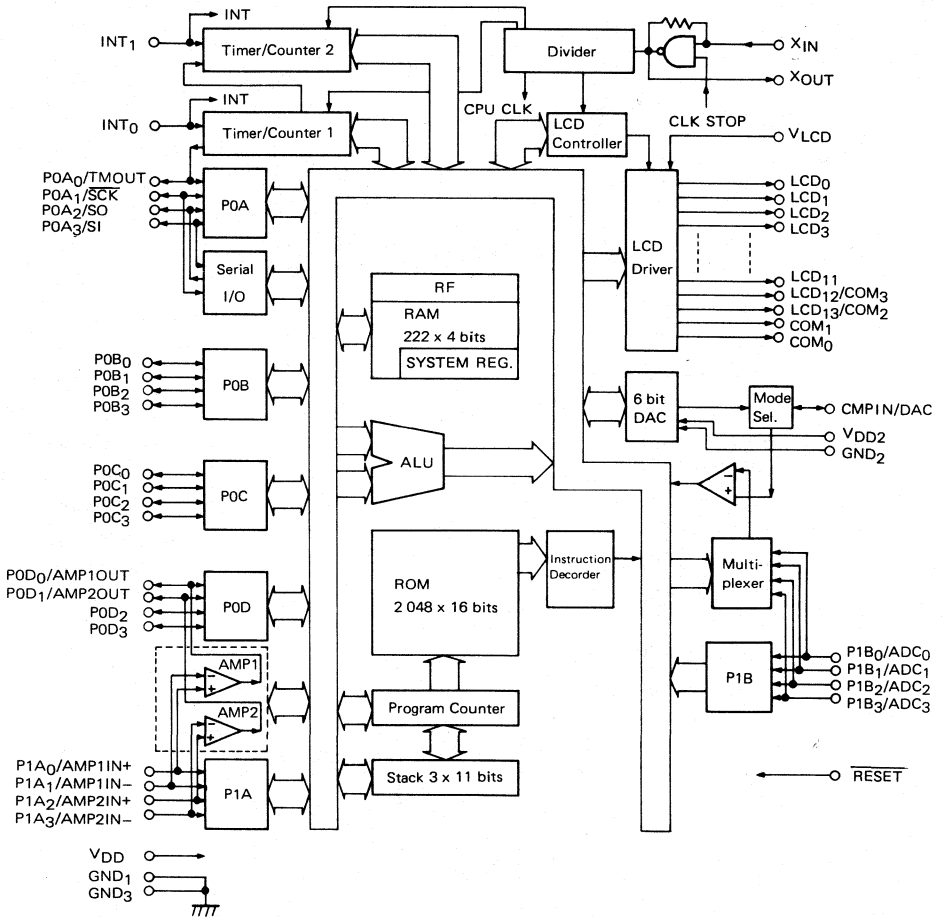 INT
INT1
Timer/Counter 2
Divider
XIN
XOUT
INT
CPU CLK
CLK STOP
INT0
Timer/Counter 1
LCD
Controller
VLCD
P0A0/TMOUT
P0A1/SCK
P0A2/SO
P0A3/SI
P0A
LCD0
LCD1
LCD2
LCD3
LCD
Driver
Serial
I/O
LCD11
LCD12/COM3
LCD13/COM2
COM1
COM0
RF
RAM
222 x 4 bits
SYSTEM REG.
P0B0
P0B1
P0B2
P0B3
P0B
6 bit
DAC
Mode
Sel.
CMPIN/DAC
VDD2
GND2
P0C0
P0C1
P0C2
P0C3
P0C
ALU
−
+
ROM
2 048 x 16 bits
Instruction
Decorder
Multi-
plexer
P0D0/AMP1OUT
P0D1/AMP2OUT
P0D2
P0D3
P0D
AMP1
−
+
AMP2
−
+
Program Counter
P1B
P1B0/ADC0
P1B1/ADC1
P1B2/ADC2
P1B3/ADC3
P1A0/AMP1IN+
P1A1/AMP1IN−
P1A2/AMP2IN+
P1A3/AMP2IN−
P1A
Stack 3 x 11 bits
RESET
VDD
GND1
GND3